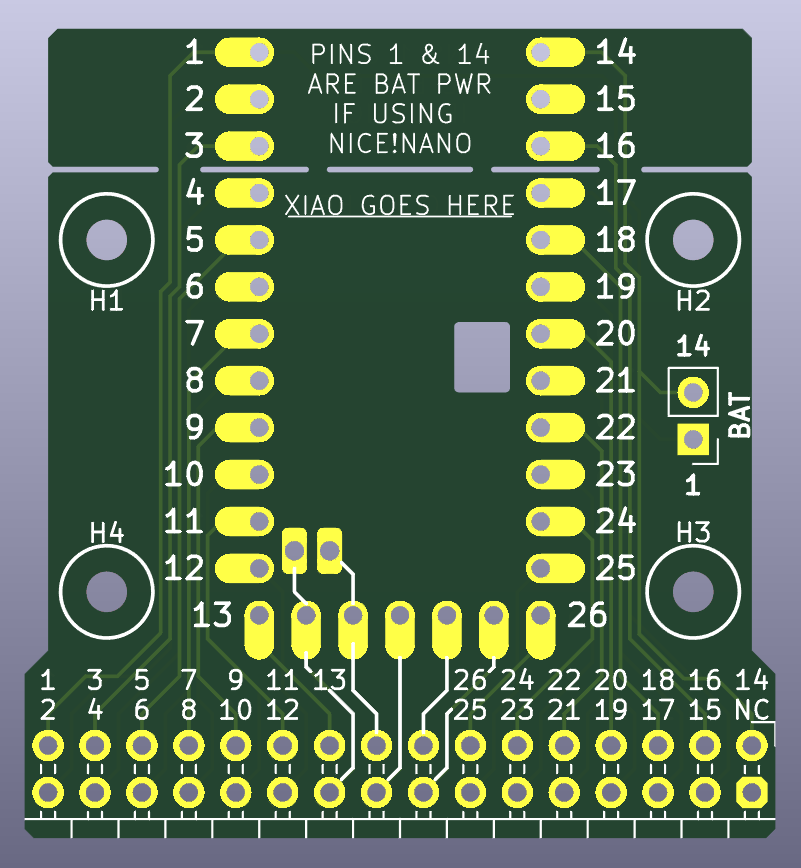 1 PINS 1 & 14 14
2 ARE BAT PWR 15
IF USING
3 NICE!NANO 16
4 17
XIAO GOES HERE
5 18
6 19
H1 H2
7 20
14
8 21
BAT
9 22
10 23
1
11 24
H4 H3
12 25
13 26
1 3 5 7 9 11 13 26 24 22 20 18 16 14
2 4 6 8 10 12 25 23 21 19 17 15 NC